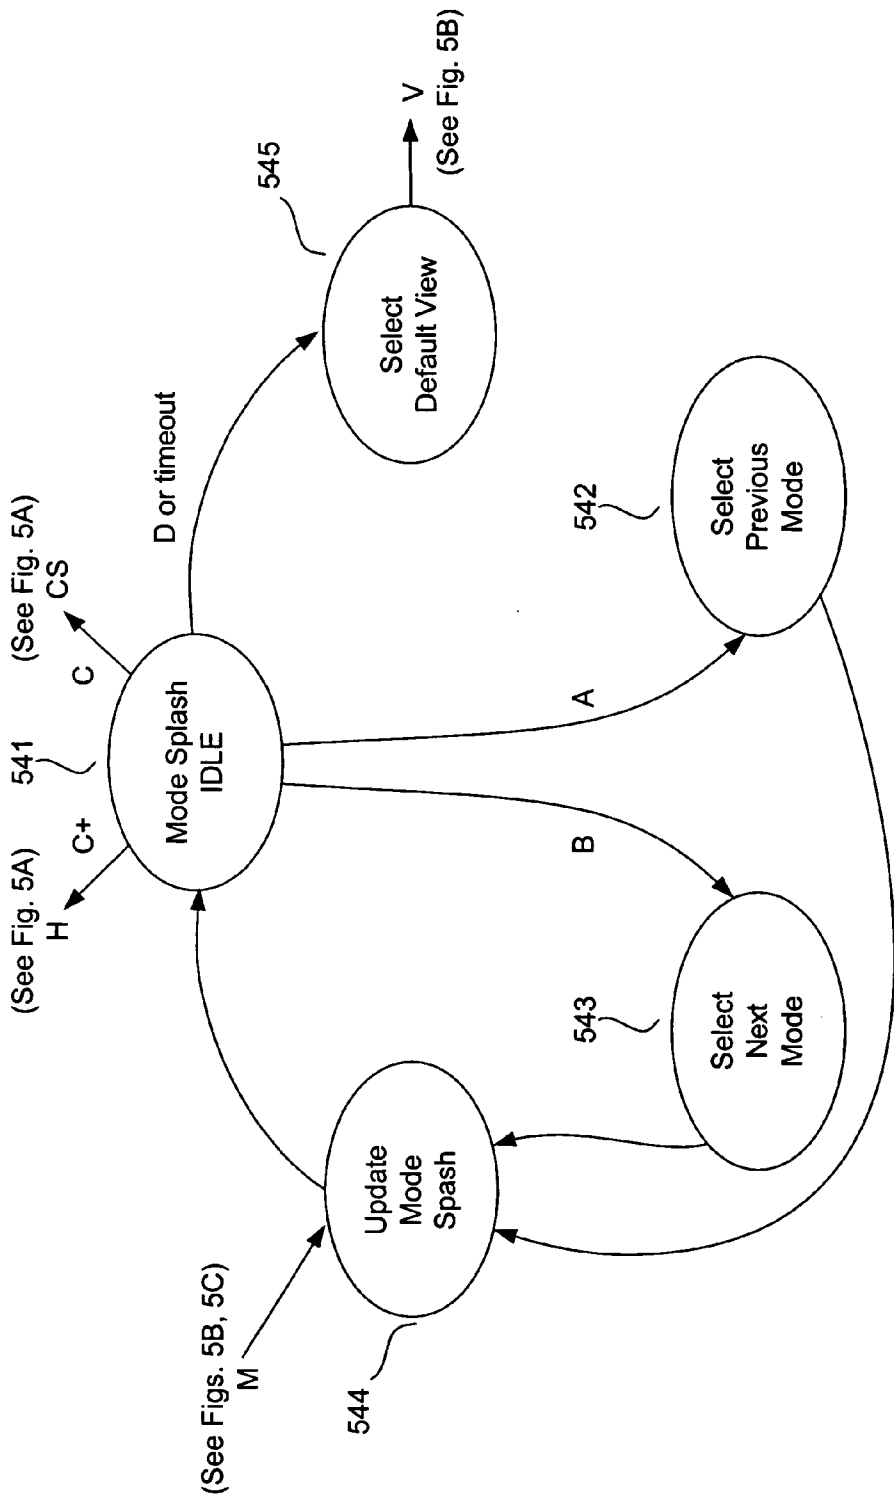 (See Fig. 5A)
H
C+
541
C
(See Fig. 5A)
CS
Mode Splash
IDLE
D or timeout
545
Select
Default View
V
(See Fig. 5B)
(See Figs. 5B, 5C)
M
544
Update
Mode
Spash
B
A
543
Select
Next
Mode
542
Select
Previous
Mode